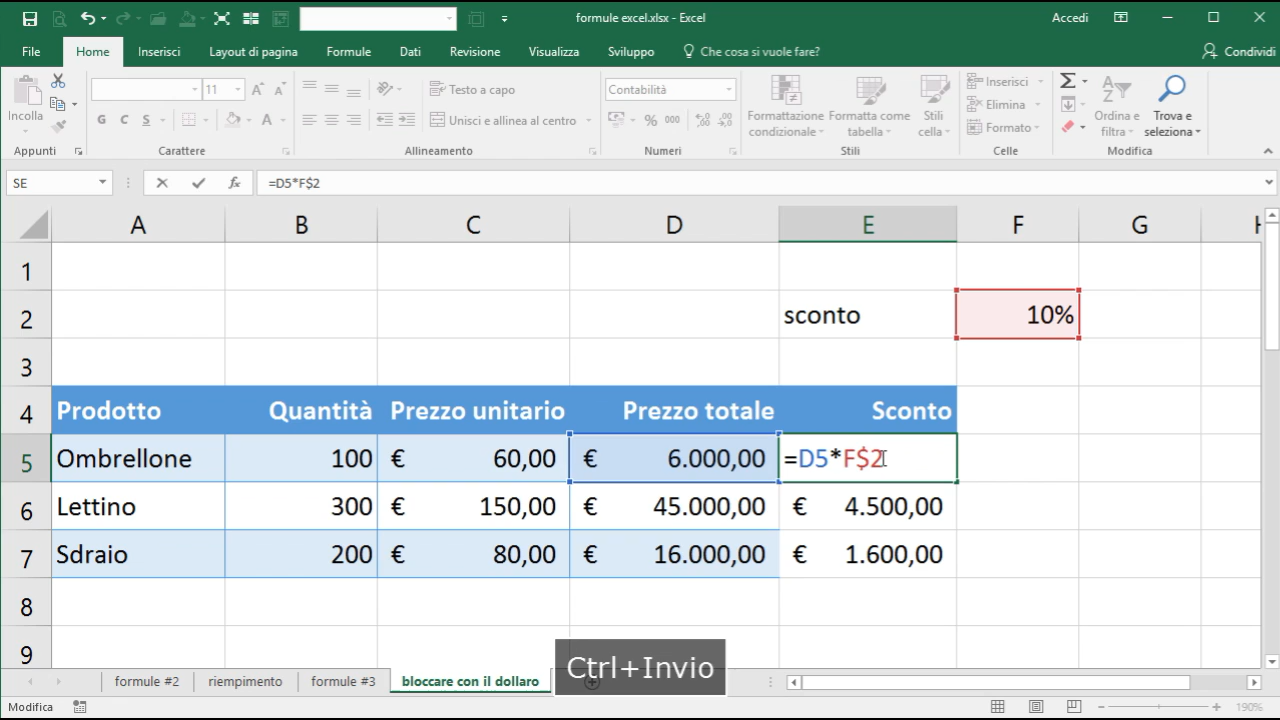 formule excel.xlsx - Excel
Accedi
File Home Inserisci Layout di pagina Formule Dati Revisione Visualizza Sviluppo Che cosa si vuole fare? Condividi
Incolla
11
G C S A
Testo a capo
Unisci e allinea al centro
Contabilità
% 000
Formattazione condizionale
Formatta come tabella
Stili cella
Inserisci
Elimina
Formato
Ordina e filtra
Trova e seleziona
Appunti Carattere Allineamento Numeri Stili Celle Modifica
SE fx =D5*F$2
A B C D E F G H
1
2 sconto 10%
3
4 Prodotto Quantità Prezzo unitario Prezzo totale Sconto
5 Ombrellone 100 € 60,00 € 6.000,00 =D5*F$2
6 Lettino 300 € 150,00 € 45.000,00 € 4.500,00
7 Sdraio 200 € 80,00 € 16.000,00 € 1.600,00
8
9
Ctrl+Invio
formule #2 riempimento formule #3 bloccare con il dollaro
Modifica 190%